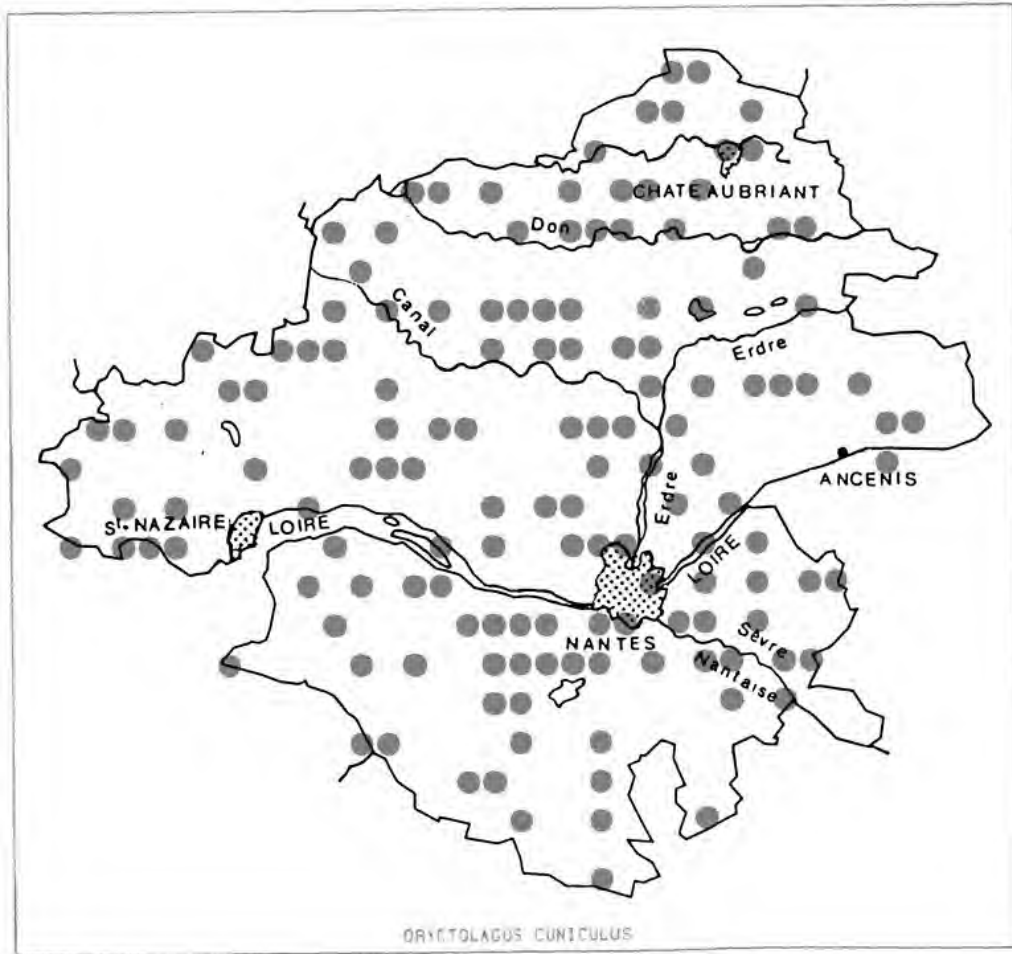 CHATEAUBRIANT
Don
Canal
Erdre
ANCENIS
Erdre
St. NAZAIRE
LOIRE
LOIRE
NANTES
Sèvre
Nantaise
ORYCTOLAGUS CUNICULUS